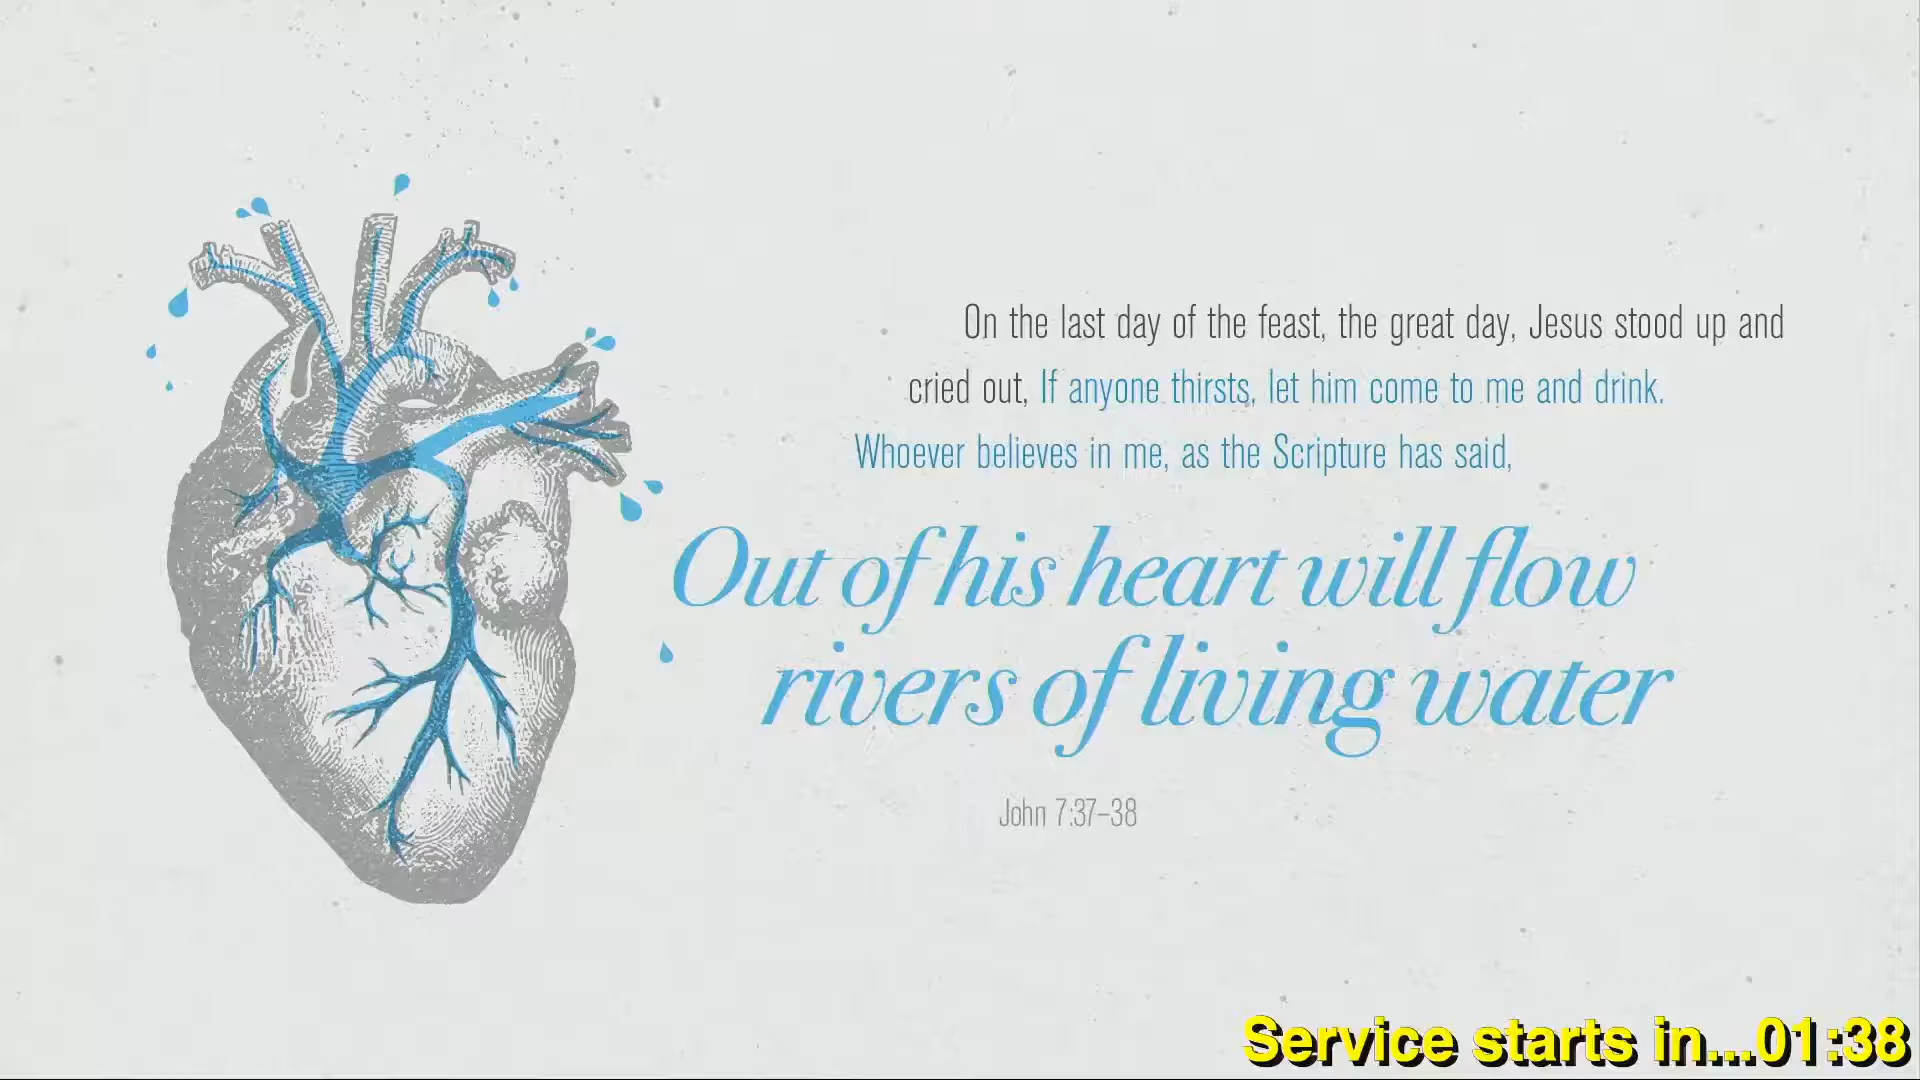 On the last day of the feast, the great day, Jesus stood up and
cried out, If anyone thirsts, let him come to me and drink.
Whoever believes in me, as the Scripture has said,
Out of his heart will flow
rivers of living water
John 7:37–38
Service starts in...01:38